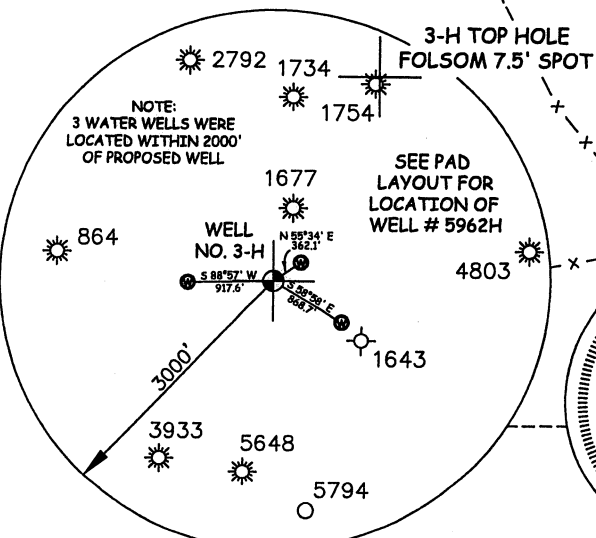 3-H TOP HOLE
FOLSOM 7.5' SPOT
2792
1734
1754
NOTE:
3 WATER WELLS WERE
LOCATED WITHIN 2000'
OF PROPOSED WELL
SEE PAD
LAYOUT FOR
LOCATION OF
WELL # 5962H
1677
864
WELL
NO. 3-H
N 55°34' E
362.1'
4803
S 88°57' W
917.6'
W
W
S 58°58' E
868.7'
W
1643
3000'
3933
5648
5794